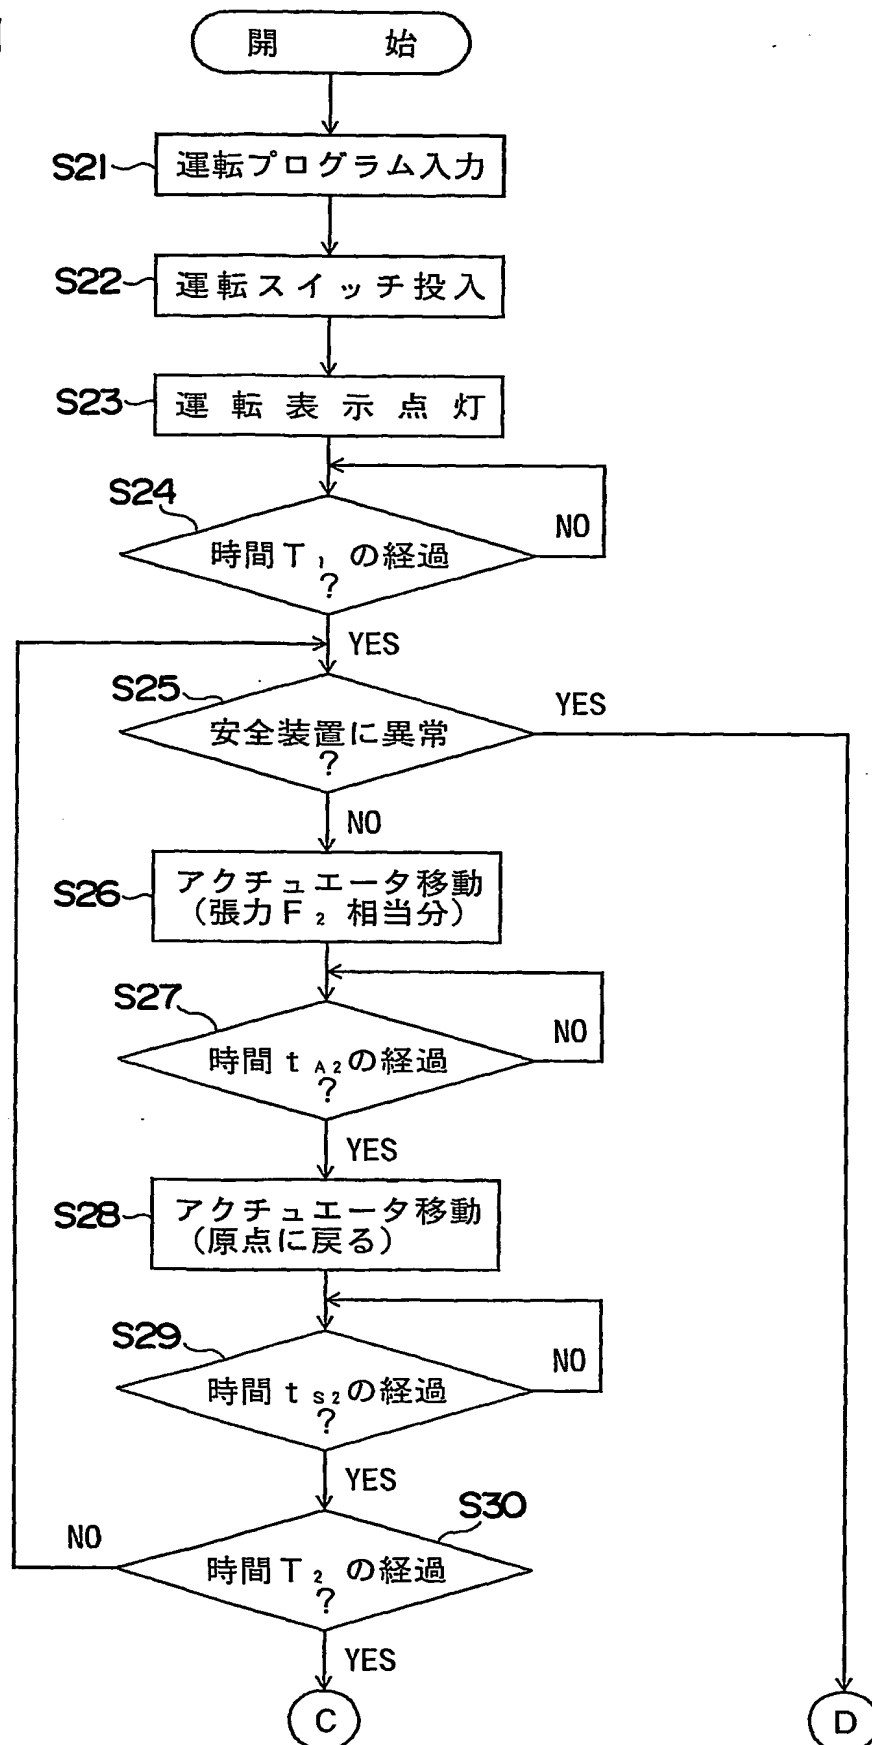 開 始
S21 運転プログラム入力
S22 運転スイッチ投入
S23 運転表示点灯
S24
時間T₁の経過
?
NO
YES
S25
安全装置に異常
?
YES
NO
S26
アクチュエータ移動
(張力F₂相当分)
S27
時間tA2の経過
?
NO
YES
S28
アクチュエータ移動
(原点に戻る)
S29
時間tS2の経過
?
NO
YES
S30
時間T₂の経過
?
NO
YES
C
D